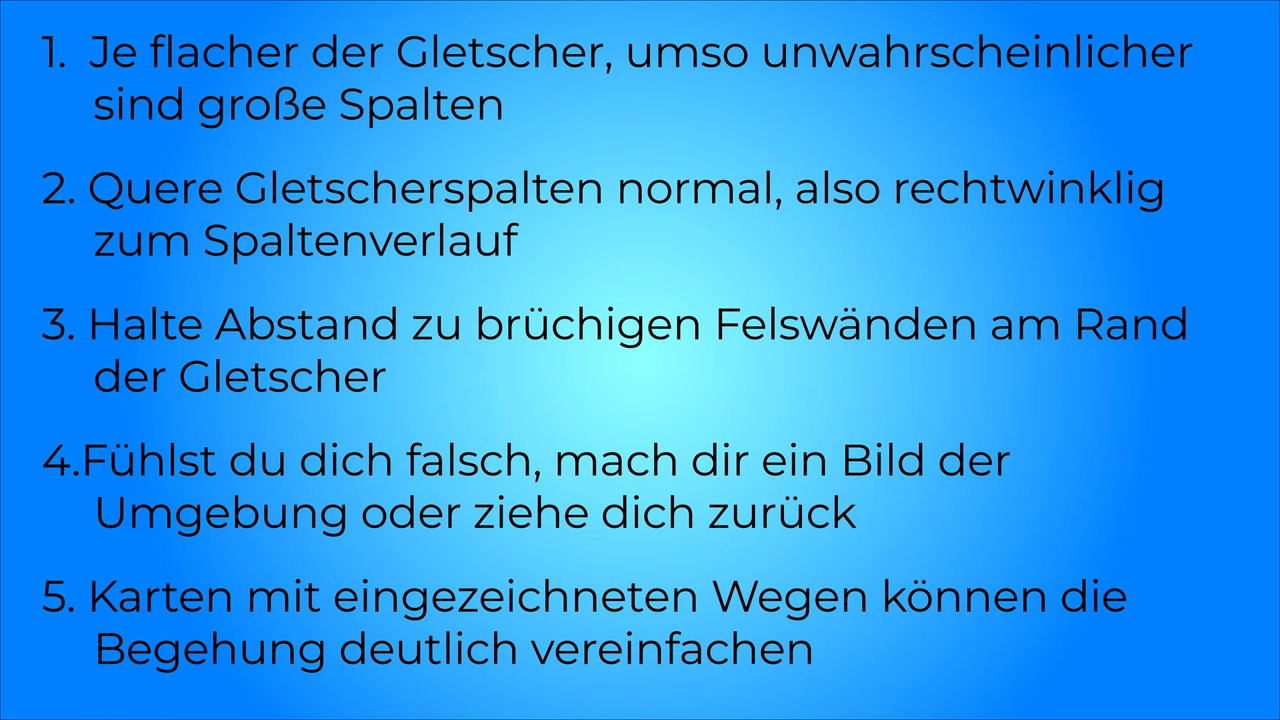 1. Je flacher der Gletscher, umso unwahrscheinlicher
sind große Spalten
2. Quere Gletscherspalten normal, also rechtwinklig
zum Spaltenverlauf
3. Halte Abstand zu brüchigen Felswänden am Rand
der Gletscher
4.Fühlst du dich falsch, mach dir ein Bild der
Umgebung oder ziehe dich zurück
5. Karten mit eingezeichneten Wegen können die
Begehung deutlich vereinfachen